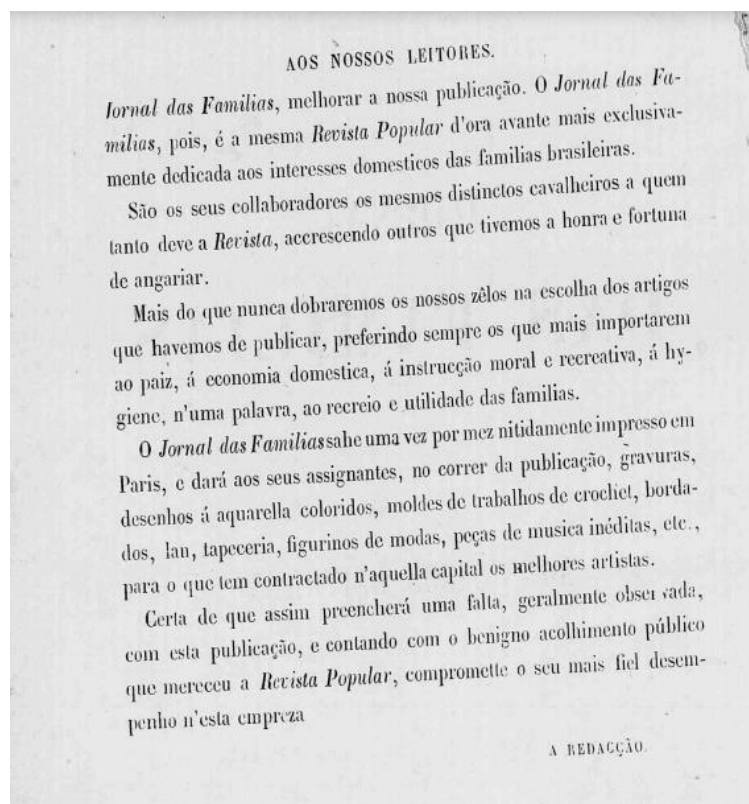 AOS NOSSOS LEITORES.
Jornal das Familias, melhorar a nossa publicação. O Jornal das Fa-
milias, pois, é a mesma Revista Popular d'ora avante mais exclusiva-
mente dedicada aos interesses domesticos das familias brasileiras.
São os seus collaboradores os mesmos distinctos cavalheiros a quem
tanto deve a Revista, accrescendo outros que tivemos a honra e fortuna
de angariar.
Mais do que nunca dobraremos os nossos zêlos na escolha dos artigos
que havemos de publicar, preferindo sempre os que mais importarem
ao paiz, á economia domestica, á instrucção moral e recreativa, á hy-
giene, n'uma palavra, ao recreio e utilidade das familias.
O Jornal das Familias sahe uma vez por mez nitidamente impresso em
Paris, e dará aos seus assignantes, no correr da publicação, gravuras,
desenhos á aquarella coloridos, moldes de trabalhos de crochet, borda-
dos, lan, tapeceria, figurinos de modas, peças de musica inéditas, etc.,
para o que tem contractado n'aquella capital os melhores artistas.
Certa de que assim preencherá uma falta, geralmente observada,
com esta publicação, e contando com o benigno acolhimento público
que mereceu a Revista Popular, compromette o seu mais fiel desem-
penho n'esta empreza
A REDACÇÃO.